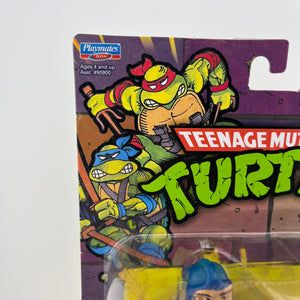 Playmates
TOYS
Ages 4 and up
Asst. #90900
TEENAGE MUT
TURT